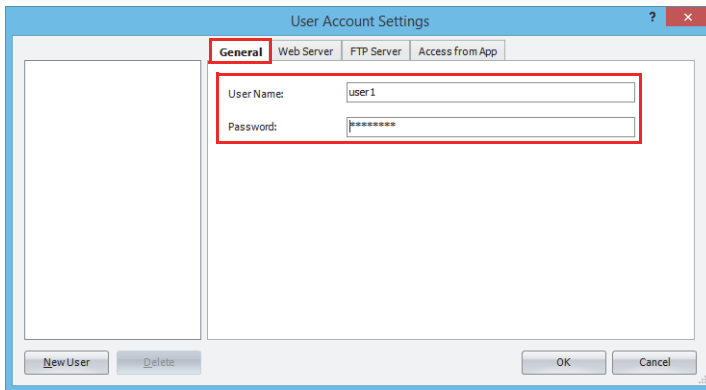 User Account Settings ?
General Web Server FTP Server Access from App
User Name: user1
Password: ********
New User Delete OK Cancel